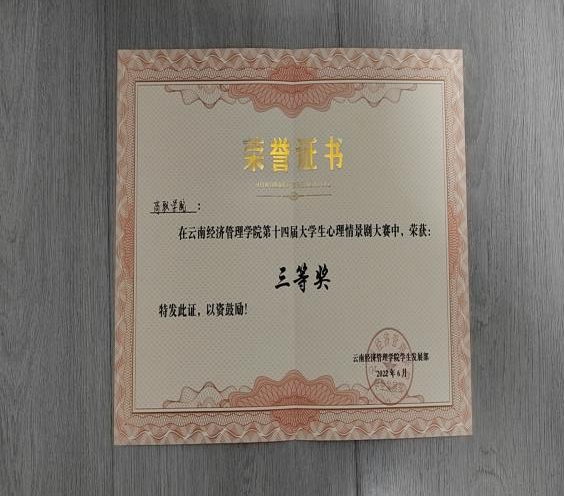 荣誉证书
商学院：
在云南经济管理学院第十四届大学生心理情景剧大赛中，荣获：
三等奖
特发此证，以资鼓励！
云南经济管理学院学生发展部
2022年6月